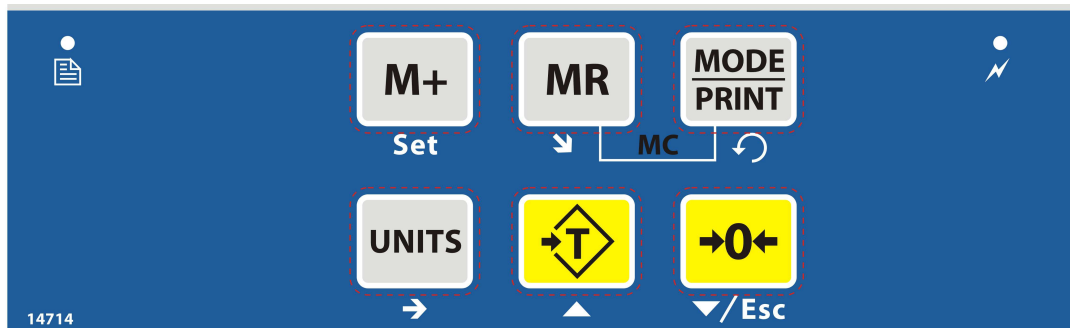 M+ MR MODE
PRINT
Set MC
UNITS →T →0←
▼/Esc
14714